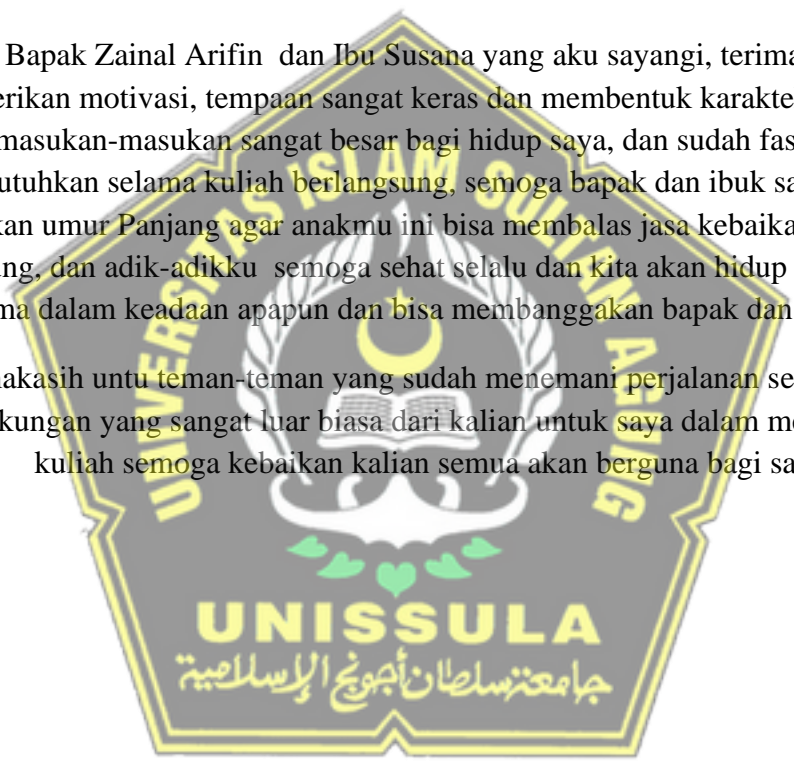 Bapak Zainal Arifin dan Ibu Susana yang aku sayangi, terima
erikan motivasi, tempaan sangat keras dan membentuk karakte
masukan-masukan sangat besar bagi hidup saya, dan sudah fas
utuhkan selama kuliah berlangsung, semoga bapak dan ibuk sa
kan umur Panjang agar anakmu ini bisa membalas jasa kebaika
ng, dan adik-adikku semoga sehat selalu dan kita akan hidup
ma dalam keadaan apapun dan bisa membanggakan bapak dan
nakasih untu teman-teman yang sudah menemani perjalanan se
kungan yang sangat luar biasa dari kalian untuk saya dalam me
kuliah semoga kebaikan kalian semua akan berguna bagi sa
UNIVERSITAS ISLAM SULTAN AGUNG
UNISSULA
جامعة سلطان أجونج الإسلامية